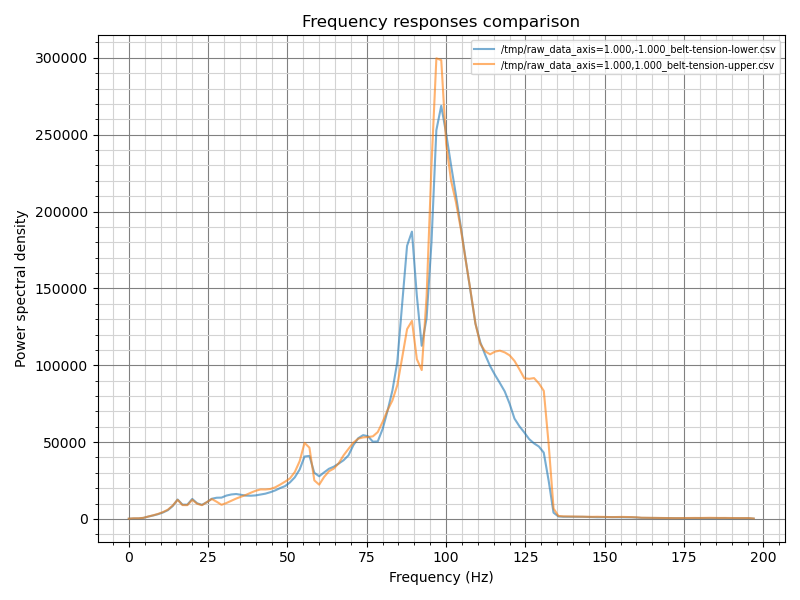 Frequency responses comparison
/tmp/raw_data_axis=1.000,-1.000_belt-tension-lower.csv
/tmp/raw_data_axis=1.000,1.000_belt-tension-upper.csv
Power spectral density
300000
250000
200000
150000
100000
50000
0
0 25 50 75 100 125 150 175 200
Frequency (Hz)